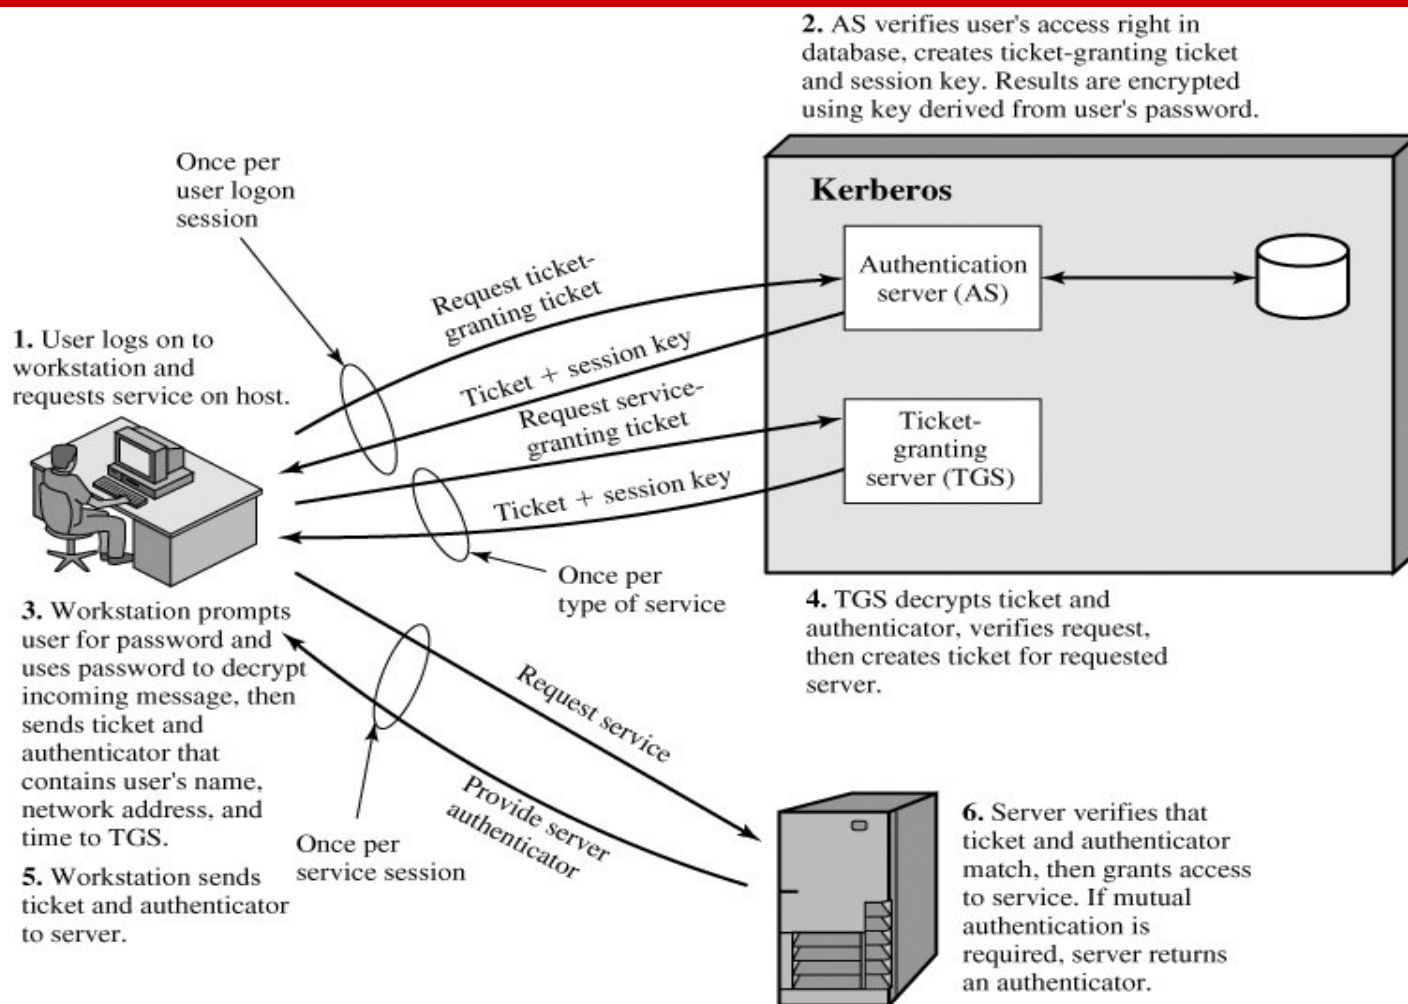 2. AS verifies user's access right in
database, creates ticket-granting ticket
and session key. Results are encrypted
using key derived from user's password.
Once per
user logon
session
Kerberos
Authentication
server (AS)
Request ticket-
granting ticket
1. User logs on to
workstation and
requests service on host.
Ticket + session key
Request service-
granting ticket
Ticket-
granting
server (TGS)
Ticket + session key
Once per
type of service
3. Workstation prompts
user for password and
uses password to decrypt
incoming message, then
sends ticket and
authenticator that
contains user's name,
network address, and
time to TGS.
4. TGS decrypts ticket and
authenticator, verifies request,
then creates ticket for requested
server.
Request service
Provide server
authenticator
Once per
service session
5. Workstation sends
ticket and authenticator
to server.
6. Server verifies that
ticket and authenticator
match, then grants access
to service. If mutual
authentication is
required, server returns
an authenticator.